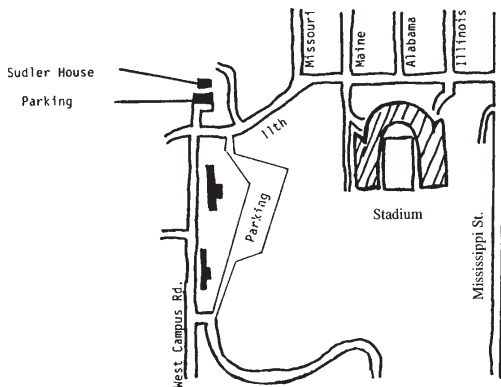 Missouri
Maine
Alabama
Illinois
Sudler House
Parking
11th
Parking
Stadium
Mississippi St.
West Campus Rd.